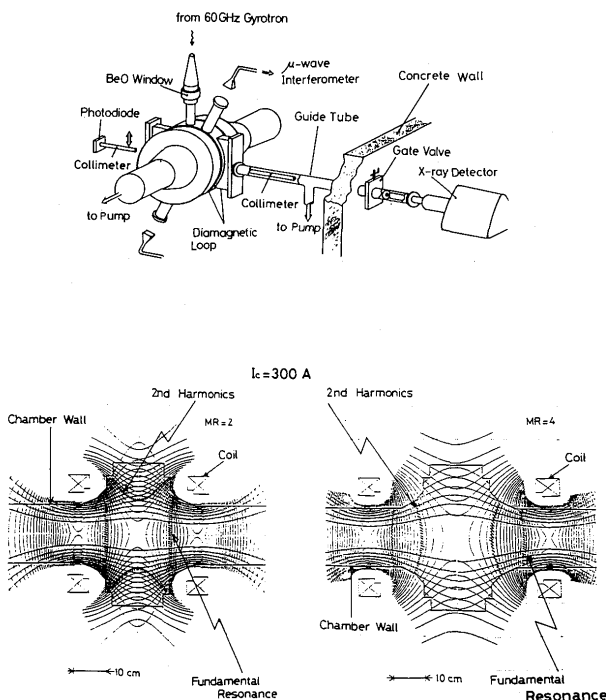 from 60GHz Gyrotron
μ-wave
Interferometer
BeO Window
Concrete Wall
Photodiode
Guide Tube
Gate Valve
Collimeter
X-ray Detector
Collimeter
to Pump
to Pump
Diamagnetic
Loop
Ic=300 A
2nd Harmonics
2nd Harmonics
Chamber Wall
MR=2
MR=4
Coil
Coil
Chamber Wall
10 cm
10 cm
Fundamental
Resonance
Fundamental
Resonance